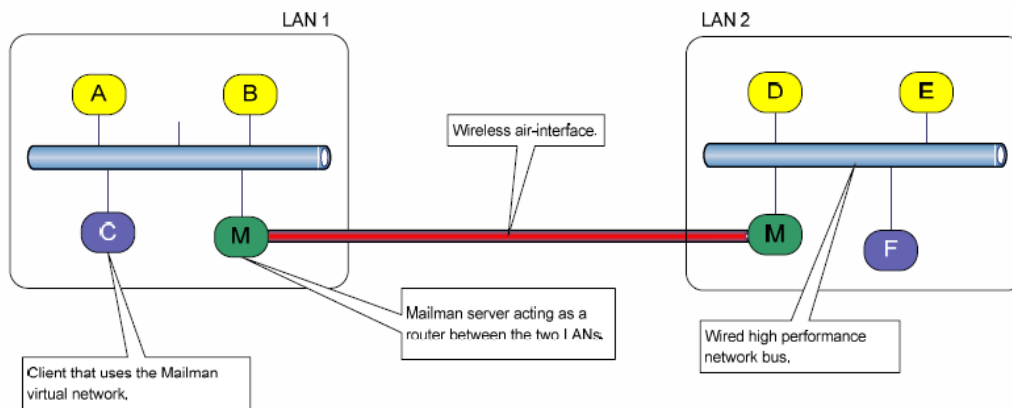 LAN 1
LAN 2
A
B
D
E
Wireless air-interface.
C
M
M
F
Mailman server acting as a
router between the two LANs.
Wired high performance
network bus.
Client that uses the Mailman
virtual network.